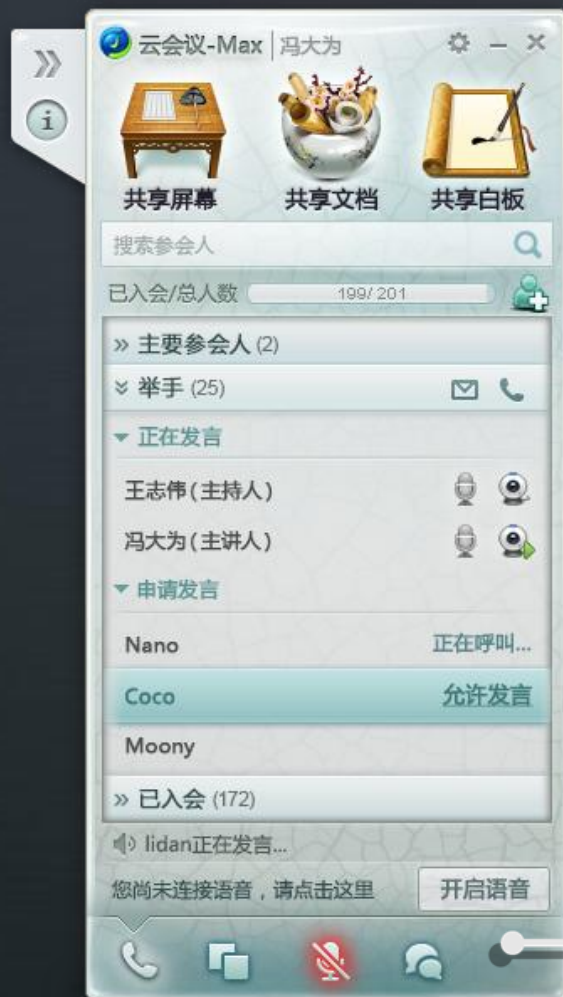 云会议-Max 冯大为
共享屏幕 共享文档 共享白板
搜索参会人
已入会/总人数 199/201
主要参会人 (2)
举手 (25)
正在发言
王志伟(主持人)
冯大为(主讲人)
申请发言
Nano 正在呼叫...
Coco 允许发言
Moony
已入会 (172)
lidan正在发言...
您尚未连接语音，请点击这里 开启语音